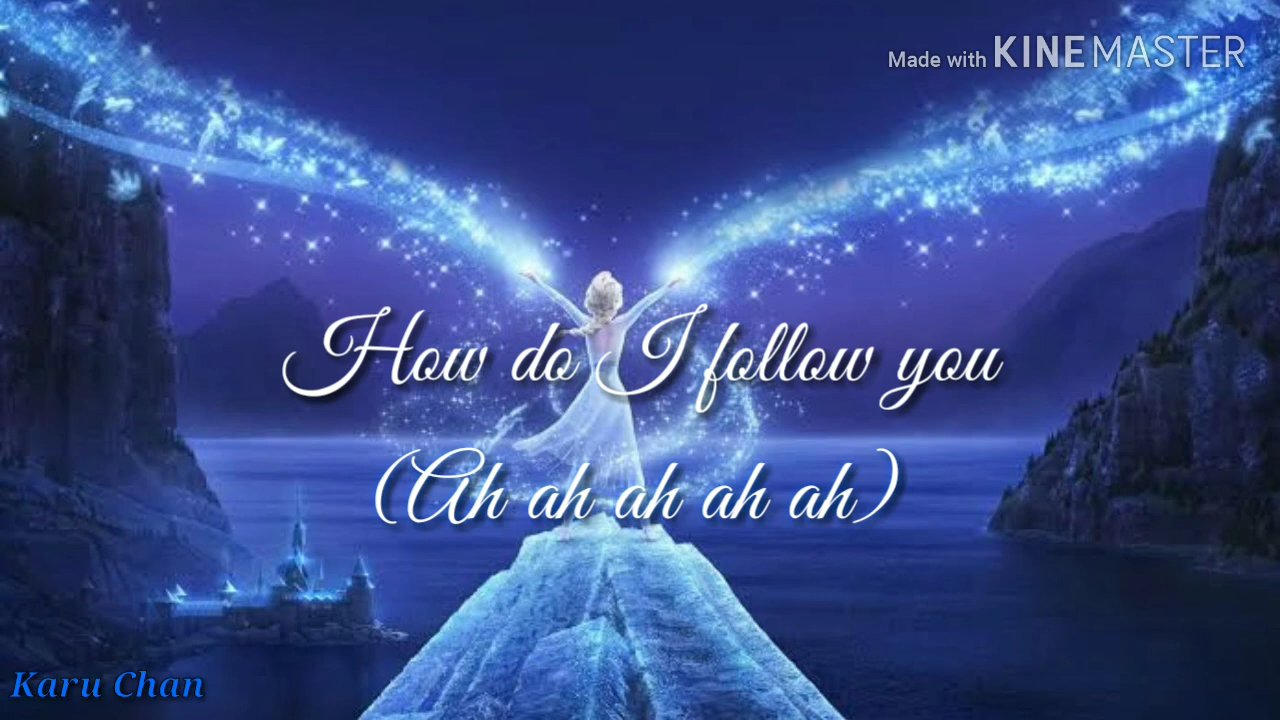 Made with KINEMASTER
How do I follow you
(Ah ah ah ah ah)
Karu Chan